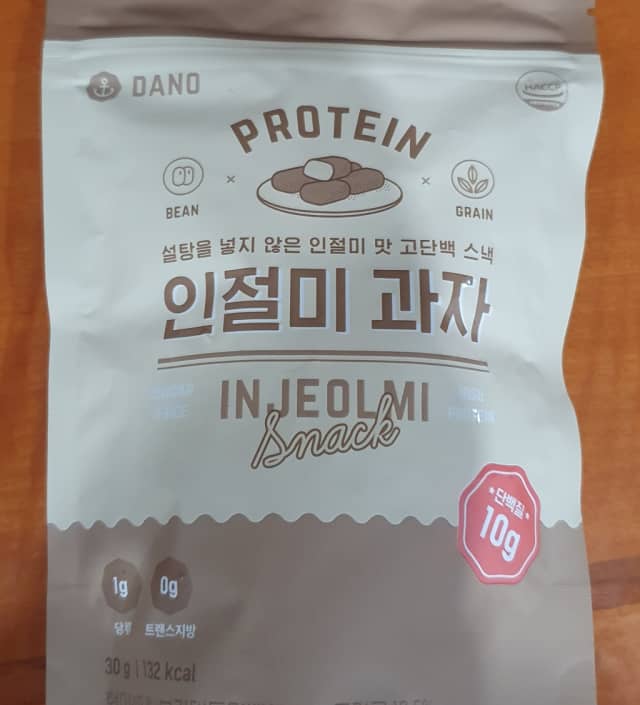 DANO
HACCP
PROTEIN
BEAN × × GRAIN
설탕을 넣지 않은 인절미 맛 고단백 스낵
인절미 과자
INJEOLMI
Snack
단백질
10g
1g 0g
당류 트랜스지방
30 g | 132 kcal